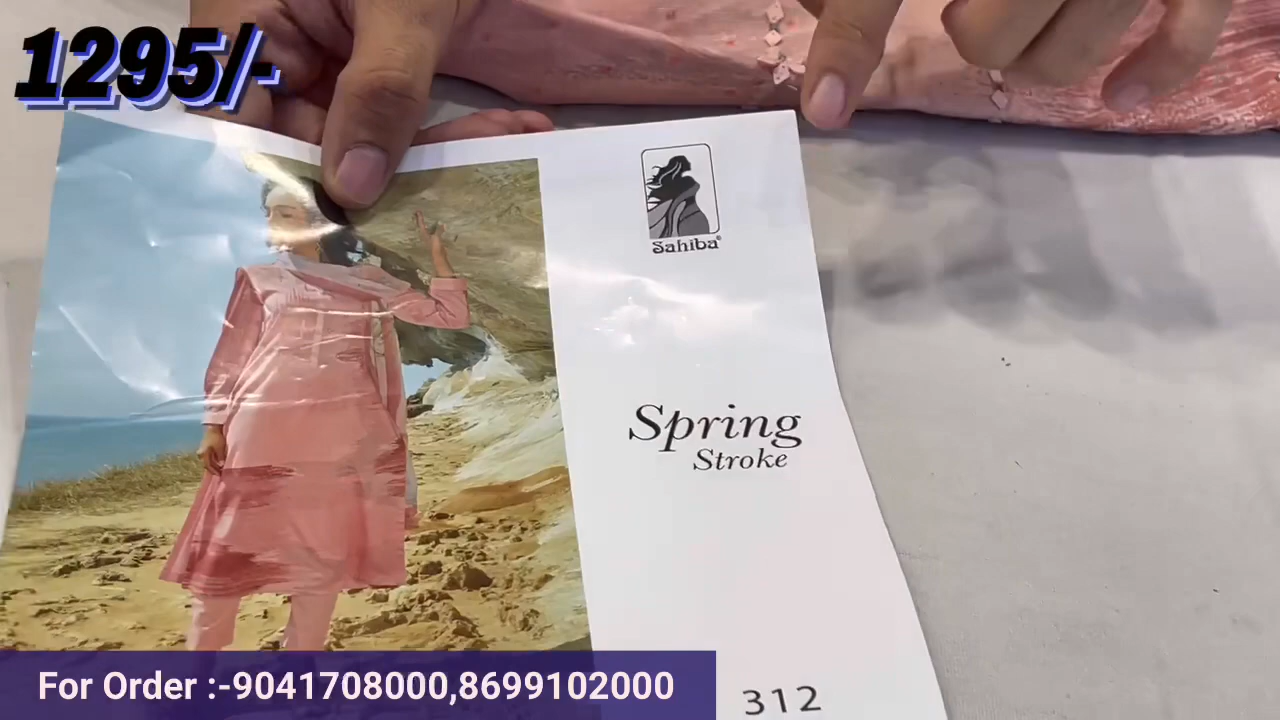 1295/-
Sahiba®
Spring
Stroke
For Order :-9041708000,8699102000
312